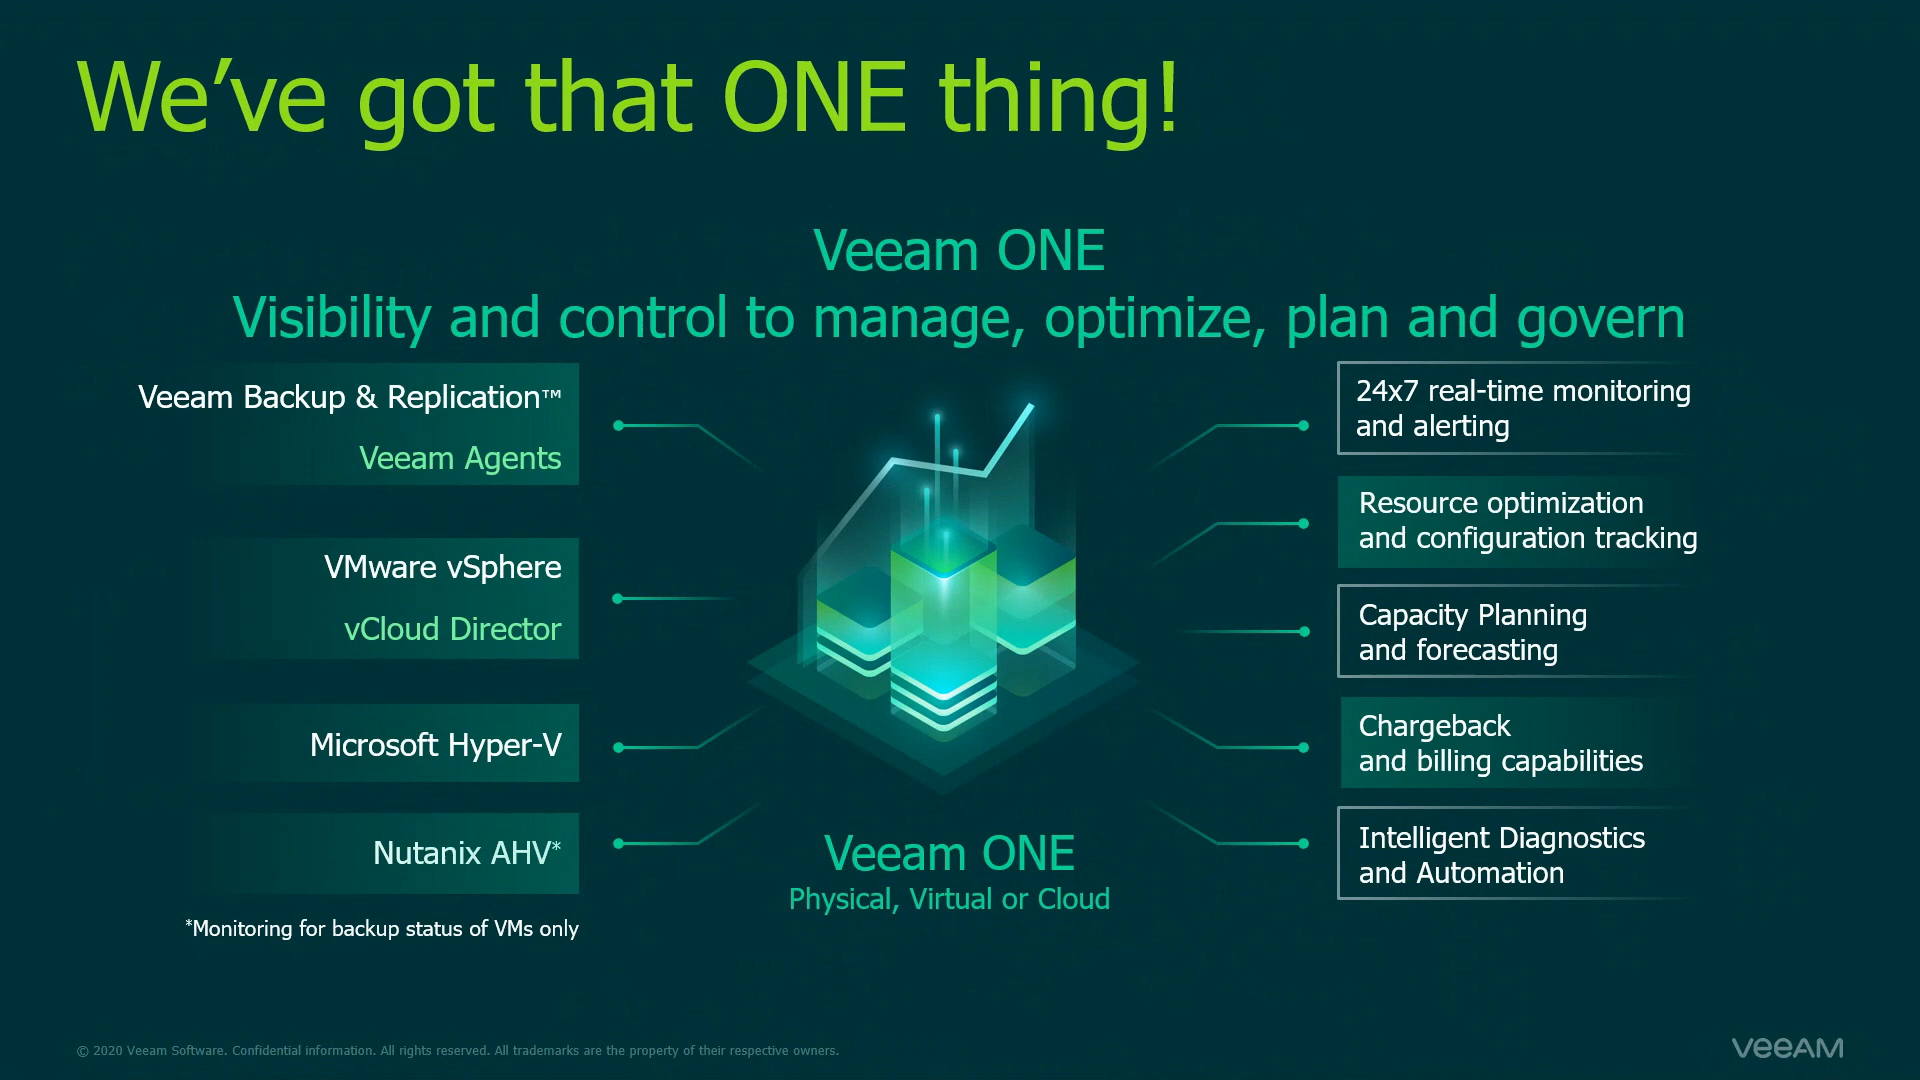 We’ve got that ONE thing!
Veeam ONE
Visibility and control to manage, optimize, plan and govern
Veeam Backup & Replication™
Veeam Agents
VMware vSphere
vCloud Director
Microsoft Hyper-V
Nutanix AHV*
*Monitoring for backup status of VMs only
Veeam ONE
Physical, Virtual or Cloud
24x7 real-time monitoring
and alerting
Resource optimization
and configuration tracking
Capacity Planning
and forecasting
Chargeback
and billing capabilities
Intelligent Diagnostics
and Automation
© 2020 Veeam Software. Confidential information. All rights reserved. All trademarks are the property of their respective owners.
VEEAM